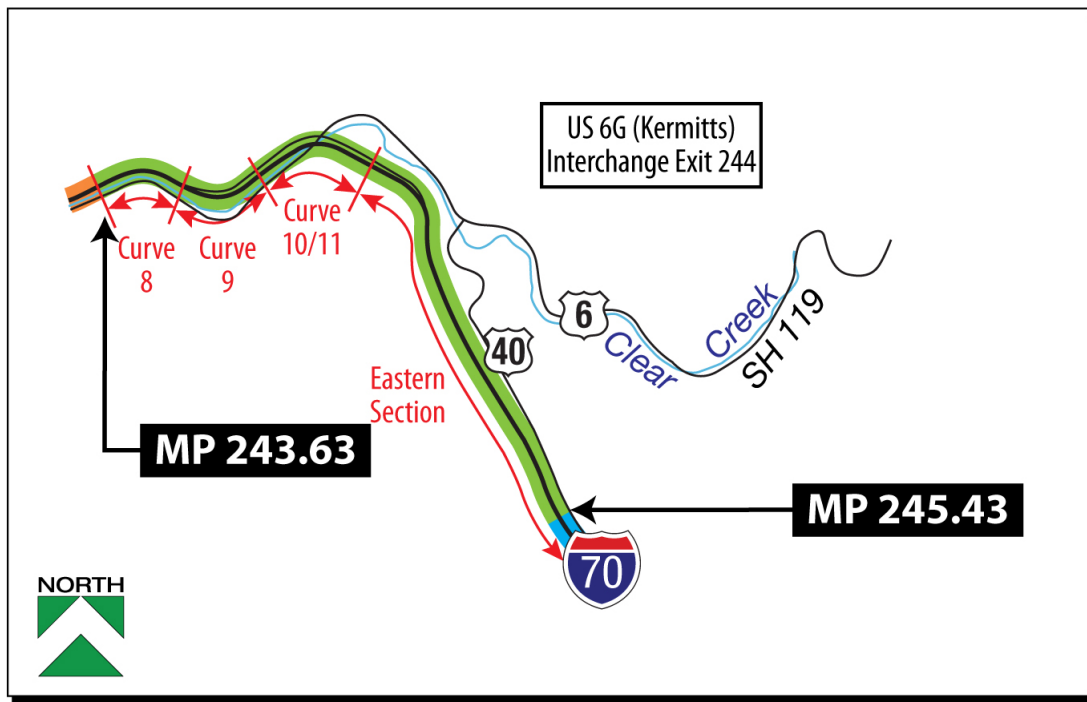 US 6G (Kermitts)
Interchange Exit 244
Curve
8
Curve
9
Curve
10/11
6
Clear
Creek
SH 119
40
Eastern
Section
MP 243.63
MP 245.43
70
NORTH